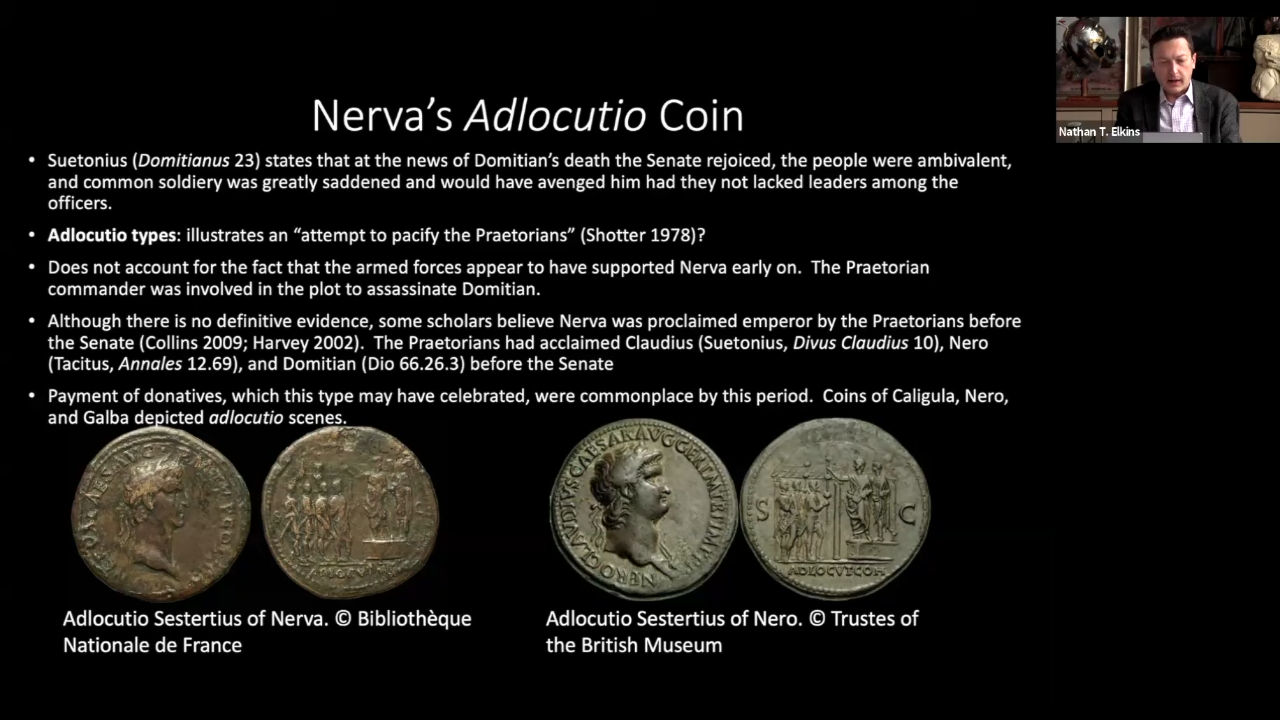 Nerva's Adlocutio Coin
Nathan T. Elkins
• Suetonius (Domitianus 23) states that at the news of Domitian's death the Senate rejoiced, the people were ambivalent,
and common soldiery was greatly saddened and would have avenged him had they not lacked leaders among the
officers.
• Adlocutio types: illustrates an "attempt to pacify the Praetorians" (Shotter 1978)?
• Does not account for the fact that the armed forces appear to have supported Nerva early on. The Praetorian
commander was involved in the plot to assassinate Domitian.
• Although there is no definitive evidence, some scholars believe Nerva was proclaimed emperor by the Praetorians before
the Senate (Collins 2009; Harvey 2002). The Praetorians had acclaimed Claudius (Suetonius, Divus Claudius 10), Nero
(Tacitus, Annales 12.69), and Domitian (Dio 66.26.3) before the Senate
• Payment of donatives, which this type may have celebrated, were commonplace by this period. Coins of Caligula, Nero,
and Galba depicted adlocutio scenes.
S C
ADLOCVTCOH
Adlocutio Sestertius of Nerva. © Bibliothèque
Nationale de France
Adlocutio Sestertius of Nero. © Trustes of
the British Museum